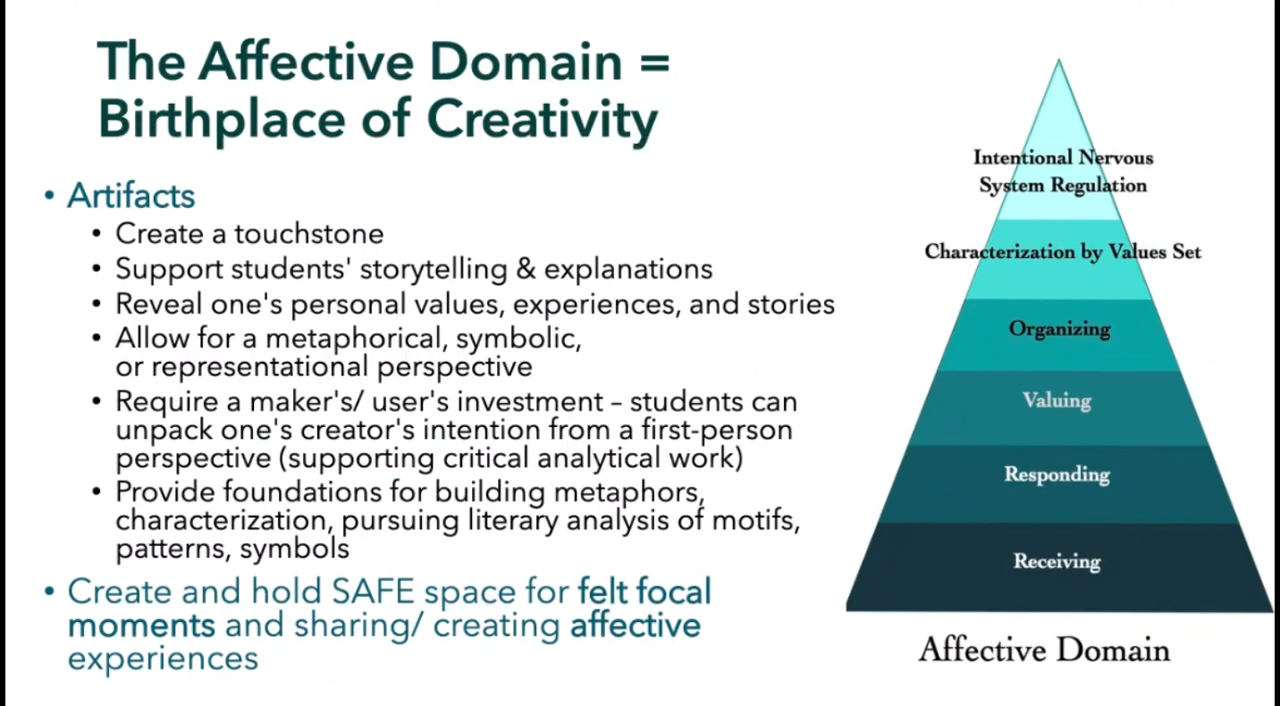 The Affective Domain =
Birthplace of Creativity
• Artifacts
• Create a touchstone
• Support students' storytelling & explanations
• Reveal one's personal values, experiences, and stories
• Allow for a metaphorical, symbolic,
or representational perspective
• Require a maker's/ user's investment – students can
unpack one's creator's intention from a first-person
perspective (supporting critical analytical work)
• Provide foundations for building metaphors,
characterization, pursuing literary analysis of motifs,
patterns, symbols
• Create and hold SAFE space for felt focal
moments and sharing/ creating affective
experiences
Intentional Nervous
System Regulation
Characterization by Values Set
Organizing
Valuing
Responding
Receiving
Affective Domain